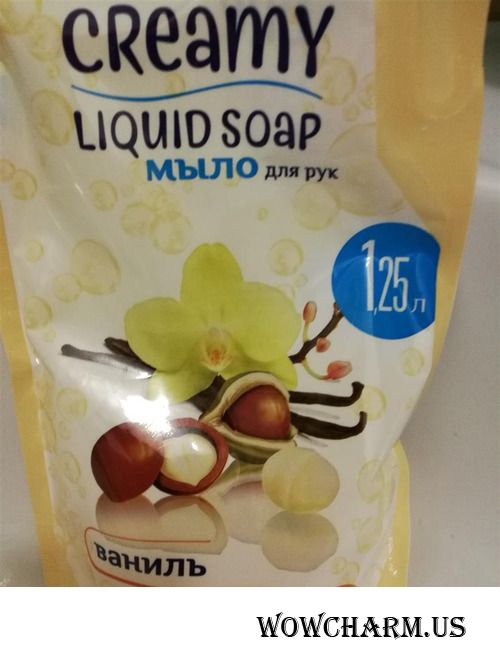 CREAMY
LIQUID SOAP
МЫЛО для рук
1,25 л
ваниль
WOWCHARM.US